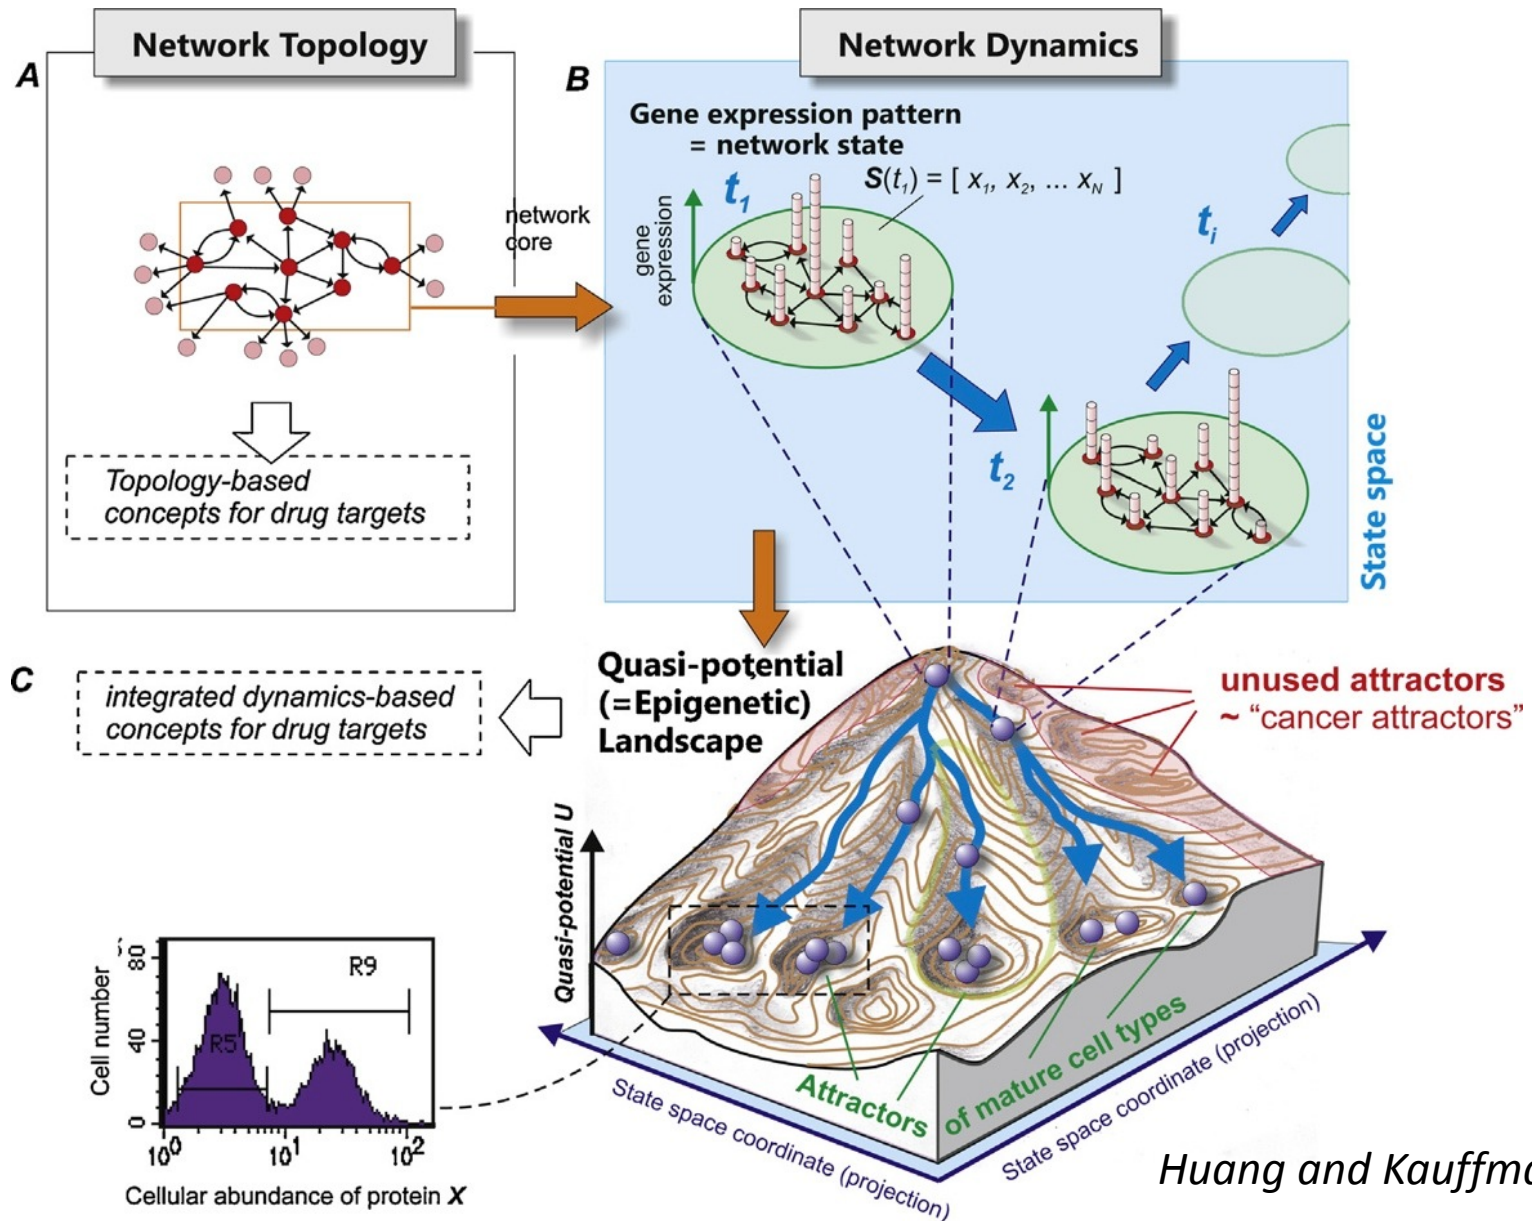 Network Topology
Network Dynamics
A
B
Gene expression pattern
= network state
S(t1) = [ x1, x2, ... xN ]
t1
gene
expression
network
core
ti
t2
State space
Topology-based
concepts for drug targets
C
integrated dynamics-based
concepts for drug targets
Quasi-potential
(=Epigenetic)
Landscape
unused attractors
~ "cancer attractors"
Quasi-potential U
Cell number
80
40
0
R9
R5
10^0
10^1
10^2
Cellular abundance of protein X
Attractors of mature cell types
State space coordinate (projection)
State space coordinate (projection)
Huang and